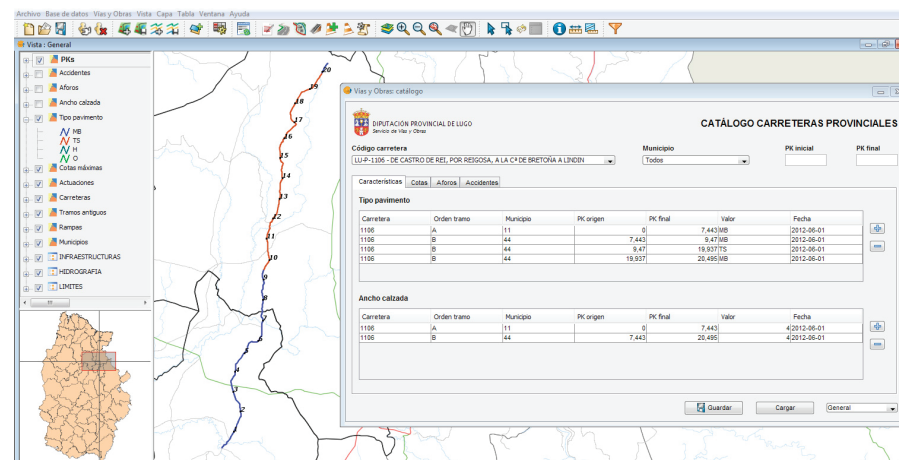 Archivo Base de datos Vías y Obras Vista Capa Tabla Ventana Ayuda
Vista : General
PKs
Accidentes
Aforos
Ancho calzada
Tipo pavimento
MB
TS
H
O
Cotas máximas
Actuaciones
Carreteras
Tramos antiguos
Rampas
Municipios
INFRAESTRUCTURAS
HIDROGRAFIA
LIMITES
20
19
18
17
16
15
14
13
12
11
10
9
8
7
6
5
4
3
2
1
Vías y Obras: catálogo
DIPUTACIÓN PROVINCIAL DE LUGO
Servicio de Vías y Obras
CATÁLOGO CARRETERAS PROVINCIALES
Código carretera Municipio PK inicial PK final
LU-P-1106 - DE CASTRO DE REI, POR REIGOSA, A LA Cª DE BRETOÑA A LINDIN Todos
Características Cotas Aforos Accidentes
Tipo pavimento
Carretera Orden tramo Municipio PK origen PK final Valor Fecha
1106 A 11 0 7,443 MB 2012-06-01
1106 B 44 7,443 9,47 MB 2012-06-01
1106 B 44 9,47 19,937 TS 2012-06-01
1106 B 44 19,937 20,495 MB 2012-06-01
Ancho calzada
Carretera Orden tramo Municipio PK origen PK final Valor Fecha
1106 A 11 0 7,443 4 2012-06-01
1106 B 44 7,443 20,495 4 2012-06-01
Guardar Cargar General